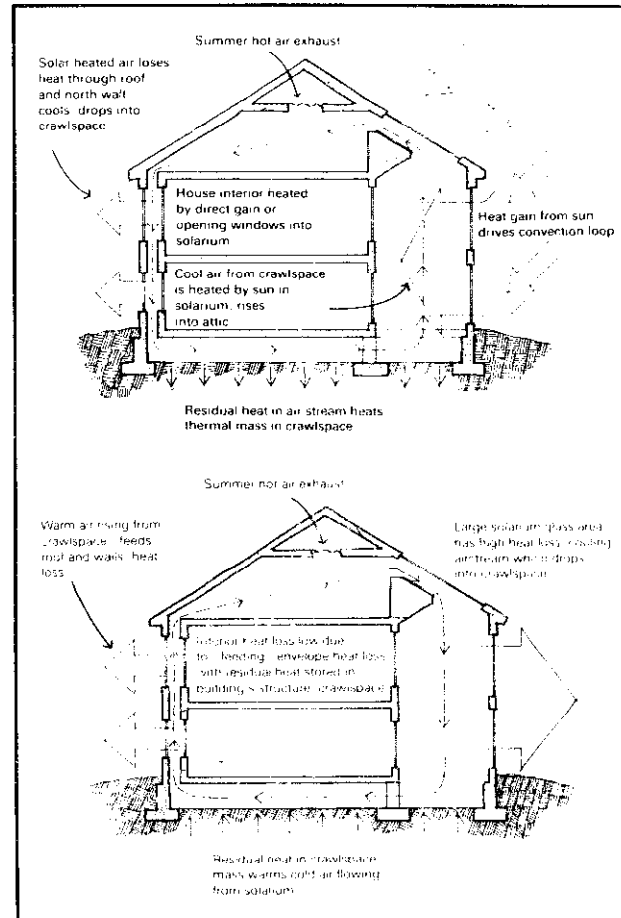 Summer hot air exhaust
Solar heated air loses
heat through roof
and north wall
cools drops into
crawlspace
House interior heated
by direct gain or
opening windows into
solarium
Heat gain from sun
drives convection loop
Cool air from crawlspace
is heated by sun in
solarium, rises
into attic
Residual heat in air stream heats
thermal mass in crawlspace
Summer hot air exhaust
Warm air rising from
crawlspace feeds
roof and walls heat
loss
Large solarium glass area
has high heat loss cooling
airstream which drops
into crawlspace
Interior heat loss low due
to feeding envelope heat loss
with residual heat stored in
building's structure crawlspace
Residual heat in crawlspace
mass warms cold air flowing
from solarium